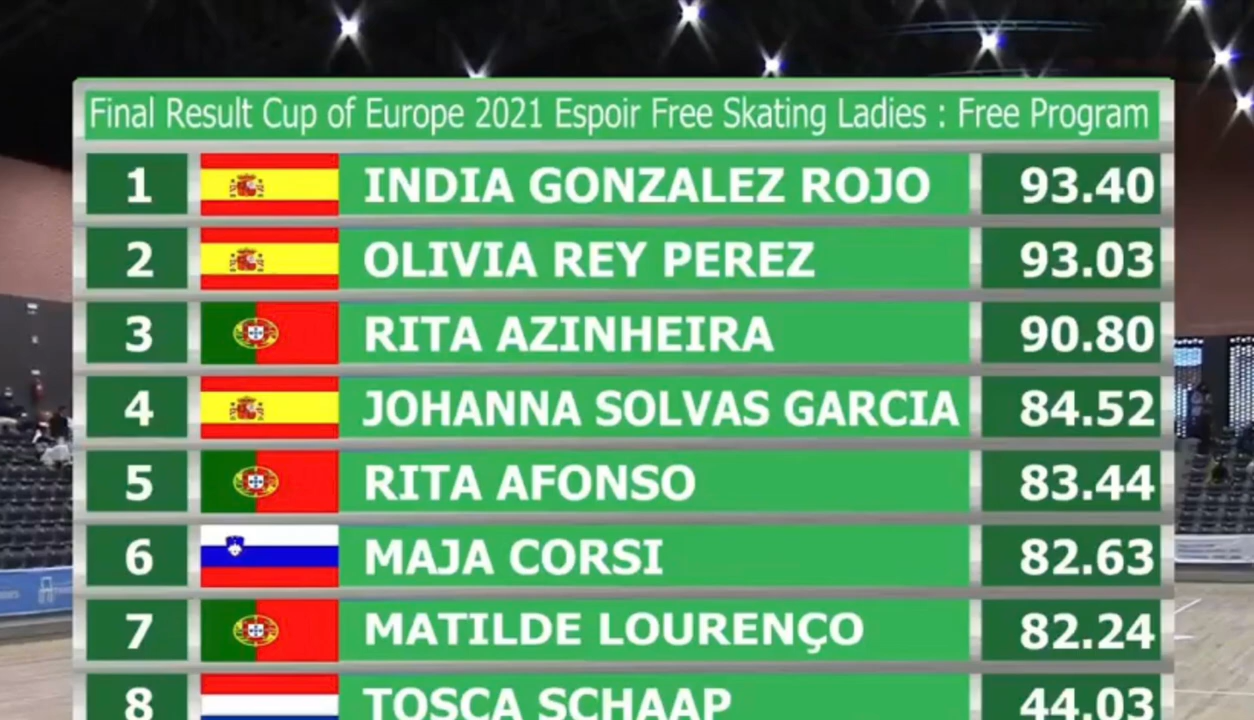 Final Result Cup of Europe 2021 Espoir Free Skating Ladies : Free Program
1 INDIA GONZALEZ ROJO 93.40
2 OLIVIA REY PEREZ 93.03
3 RITA AZINHEIRA 90.80
4 JOHANNA SOLVAS GARCIA 84.52
5 RITA AFONSO 83.44
6 MAJA CORSI 82.63
7 MATILDE LOURENÇO 82.24
8 TOSCA SCHAAP 44.03